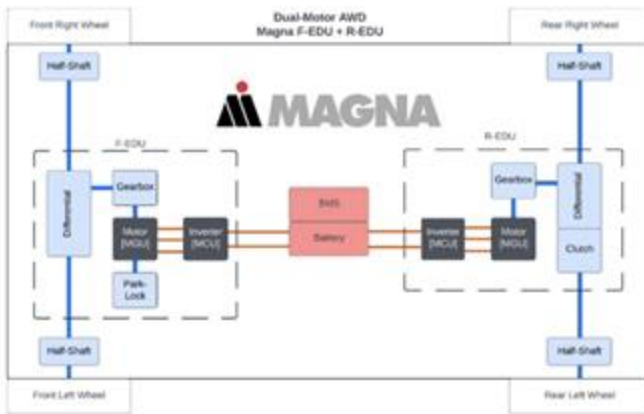 Dual-Motor AWD
Magna F-EDU + R-EDU
Front Right Wheel
Rear Right Wheel
Half-Shaft
Half-Shaft
MAGNA
F-EDU
R-EDU
Differential
Gearbox
Motor
[MGU]
Inverter
[MCU]
Park-
Lock
BMS
Battery
Inverter
[MCU]
Motor
[MGU]
Gearbox
Differential
Clutch
Half-Shaft
Half-Shaft
Front Left Wheel
Rear Left Wheel